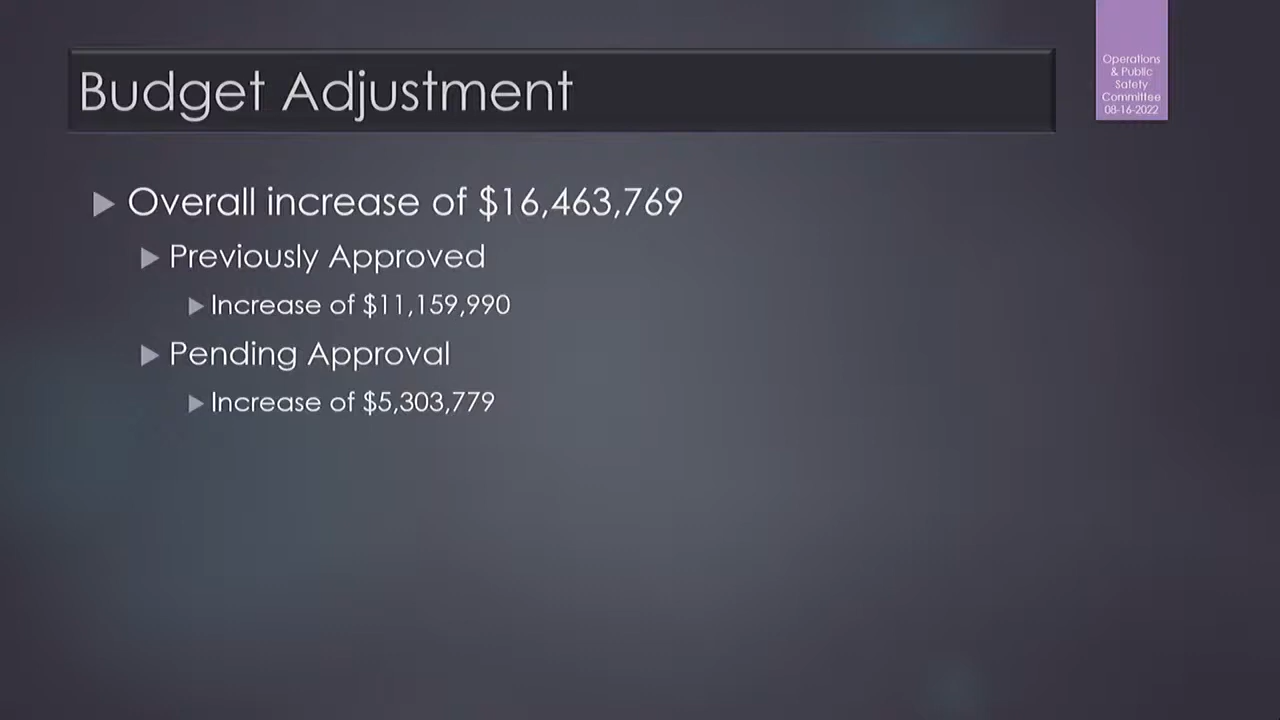 Budget Adjustment
Operations
& Public
Safety
Committee
08-16-2022
Overall increase of $16,463,769
Previously Approved
Increase of $11,159,990
Pending Approval
Increase of $5,303,779